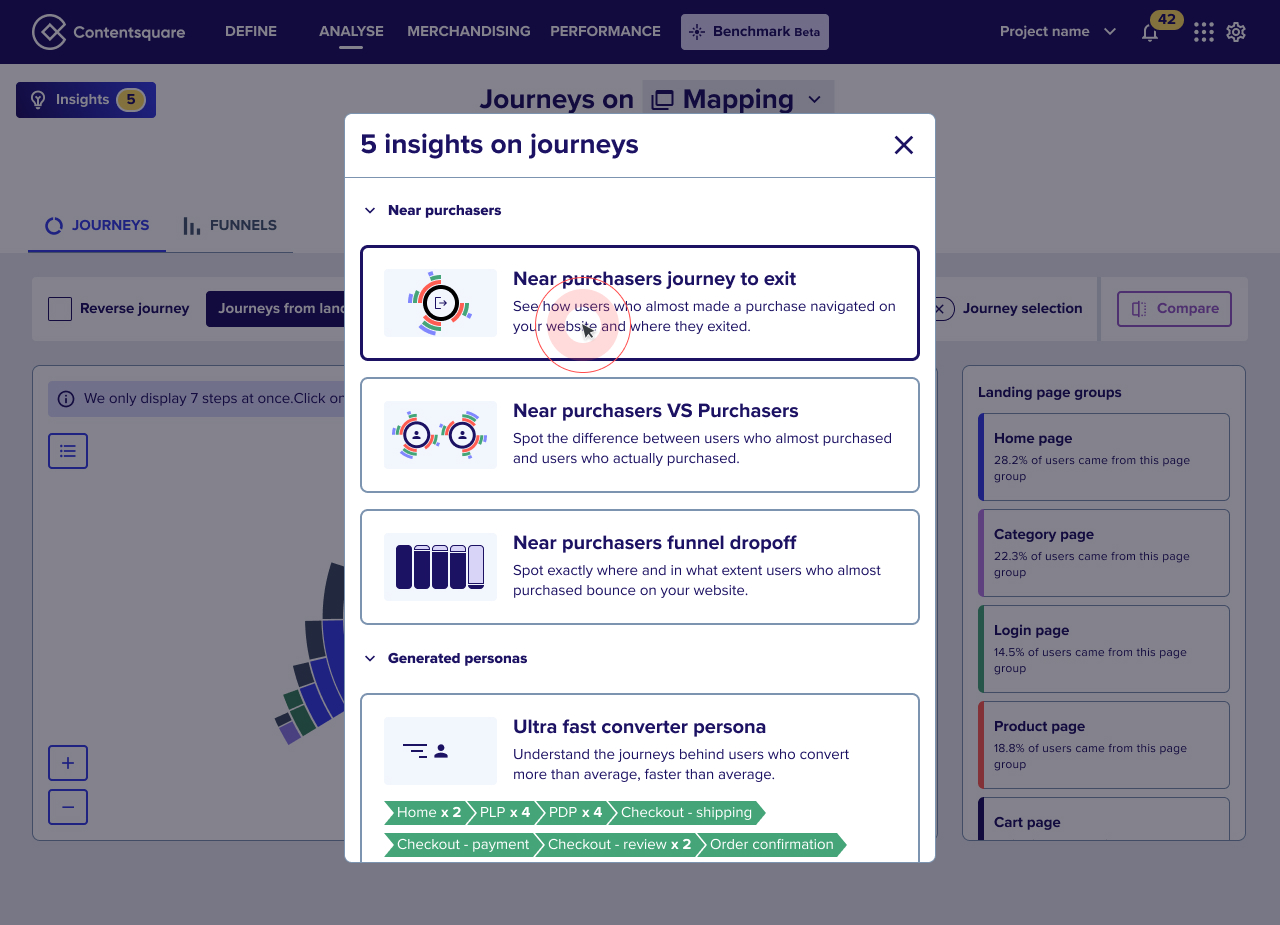 Contentsquare
DEFINE
ANALYSE
MERCHANDISING
PERFORMANCE
Benchmark Beta
Project name
42
Insights 5
Journeys on Mapping
5 insights on journeys
JOURNEYS
FUNNELS
Near purchasers
Reverse journey
Journeys from lan
Journey selection
Compare
Near purchasers journey to exit
See how users who almost made a purchase navigated on
your website and where they exited.
We only display 7 steps at once.Click on
Near purchasers VS Purchasers
Spot the difference between users who almost purchased
and users who actually purchased.
Near purchasers funnel dropoff
Spot exactly where and in what extent users who almost
purchased bounce on your website.
Generated personas
Ultra fast converter persona
Understand the journeys behind users who convert
more than average, faster than average.
Home x 2 PLP x 4 PDP x 4 Checkout - shipping
Checkout - payment Checkout - review x 2 Order confirmation
Landing page groups
Home page
28.2% of users came from this page
group
Category page
22.3% of users came from this page
group
Login page
14.5% of users came from this page
group
Product page
18.8% of users came from this page
group
Cart page